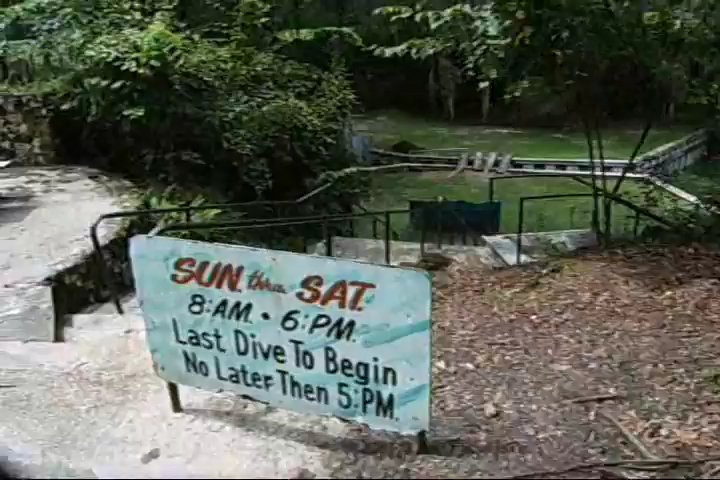 SUN. thru. SAT.
8:AM. • 6:PM.
Last Dive To Begin
No Later Then 5:PM.